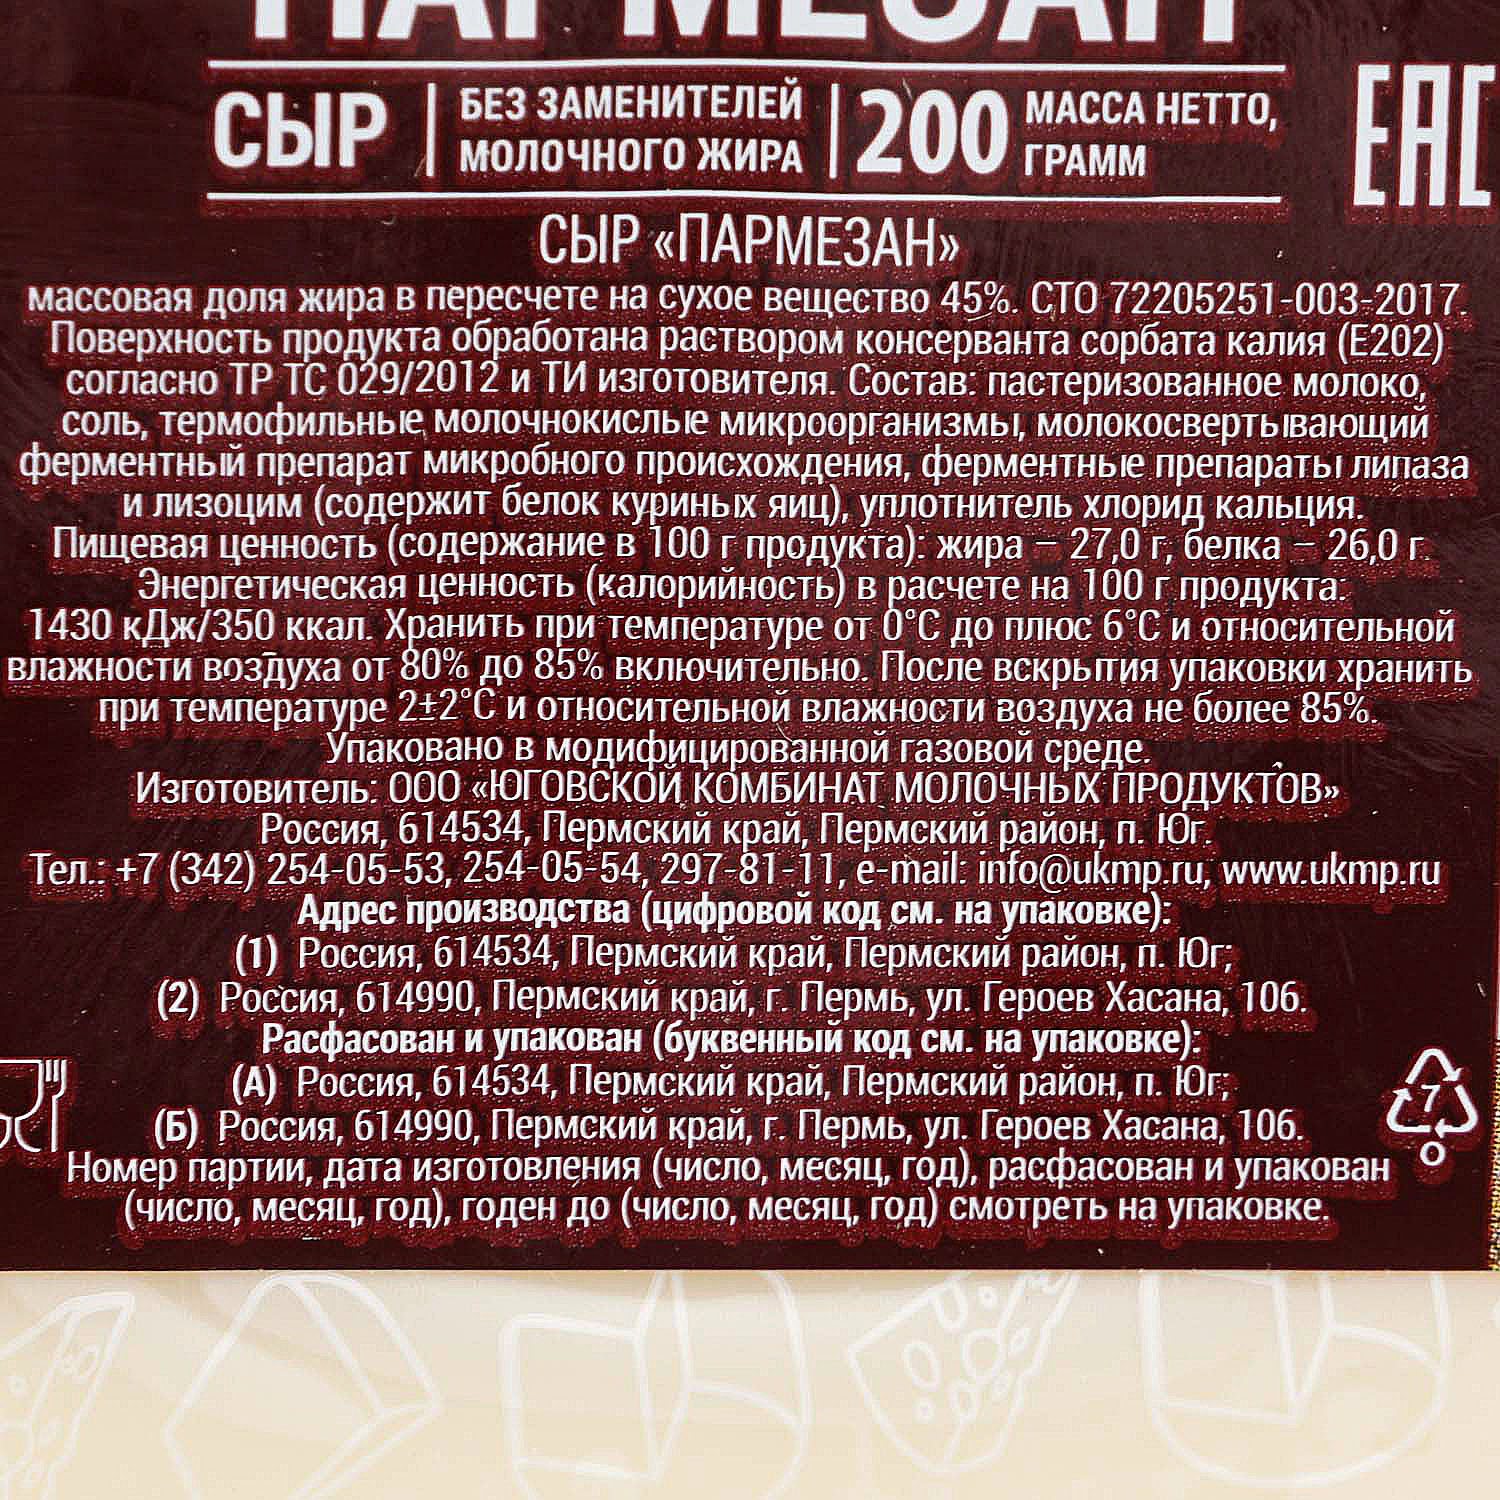 ПАРМЕЗАН
СЫР
БЕЗ ЗАМЕНИТЕЛЕЙ
МОЛОЧНОГО ЖИРА
200
МАССА НЕТТО,
ГРАММ
EAC
СЫР «ПАРМЕЗАН»
массовая доля жира в пересчете на сухое вещество 45%. СТО 72205251-003-2017.
Поверхность продукта обработана раствором консерванта сорбата калия (Е202)
согласно ТР ТС 029/2012 и ТИ изготовителя. Состав: пастеризованное молоко,
соль, термофильные молочнокислые микроорганизмы, молокосвертывающий
ферментный препарат микробного происхождения, ферментные препараты липаза
и лизоцим (содержит белок куриных яиц), уплотнитель хлорид кальция.
Пищевая ценность (содержание в 100 г продукта): жира – 27,0 г, белка – 26,0 г.
Энергетическая ценность (калорийность) в расчете на 100 г продукта:
1430 кДж/350 ккал. Хранить при температуре от 0°С до плюс 6°С и относительной
влажности воздуха от 80% до 85% включительно. После вскрытия упаковки хранить
при температуре 2±2°С и относительной влажности воздуха не более 85%.
Упаковано в модифицированной газовой среде.
Изготовитель: ООО «ЮГОВСКОЙ КОМБИНАТ МОЛОЧНЫХ ПРОДУКТОВ»
Россия, 614534, Пермский край, Пермский район, п. Юг.
Тел.: +7 (342) 254-05-53, 254-05-54, 297-81-11, e-mail: info@ukmp.ru, www.ukmp.ru
Адрес производства (цифровой код см. на упаковке):
(1) Россия, 614534, Пермский край, Пермский район, п. Юг;
(2) Россия, 614990, Пермский край, г. Пермь, ул. Героев Хасана, 106.
Расфасован и упакован (буквенный код см. на упаковке):
(А) Россия, 614534, Пермский край, Пермский район, п. Юг;
(Б) Россия, 614990, Пермский край, г. Пермь, ул. Героев Хасана, 106.
7
O
Номер партии, дата изготовления (число, месяц, год), расфасован и упакован
(число, месяц, год), годен до (число, месяц, год) смотреть на упаковке.